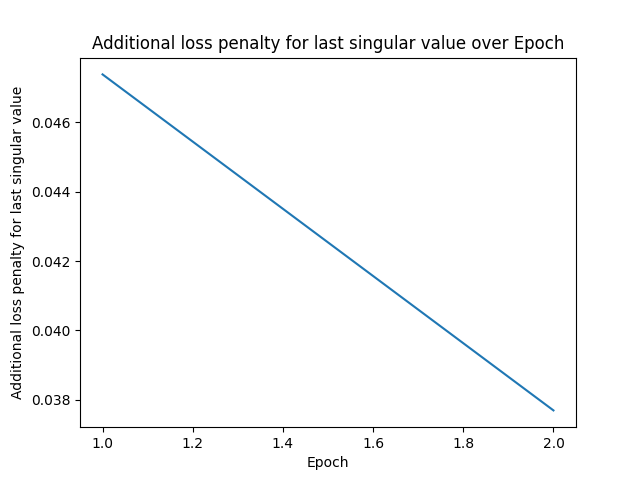 Additional loss penalty for last singular value over Epoch
Additional loss penalty for last singular value
0.046
0.044
0.042
0.040
0.038
1.0 1.2 1.4 1.6 1.8 2.0
Epoch